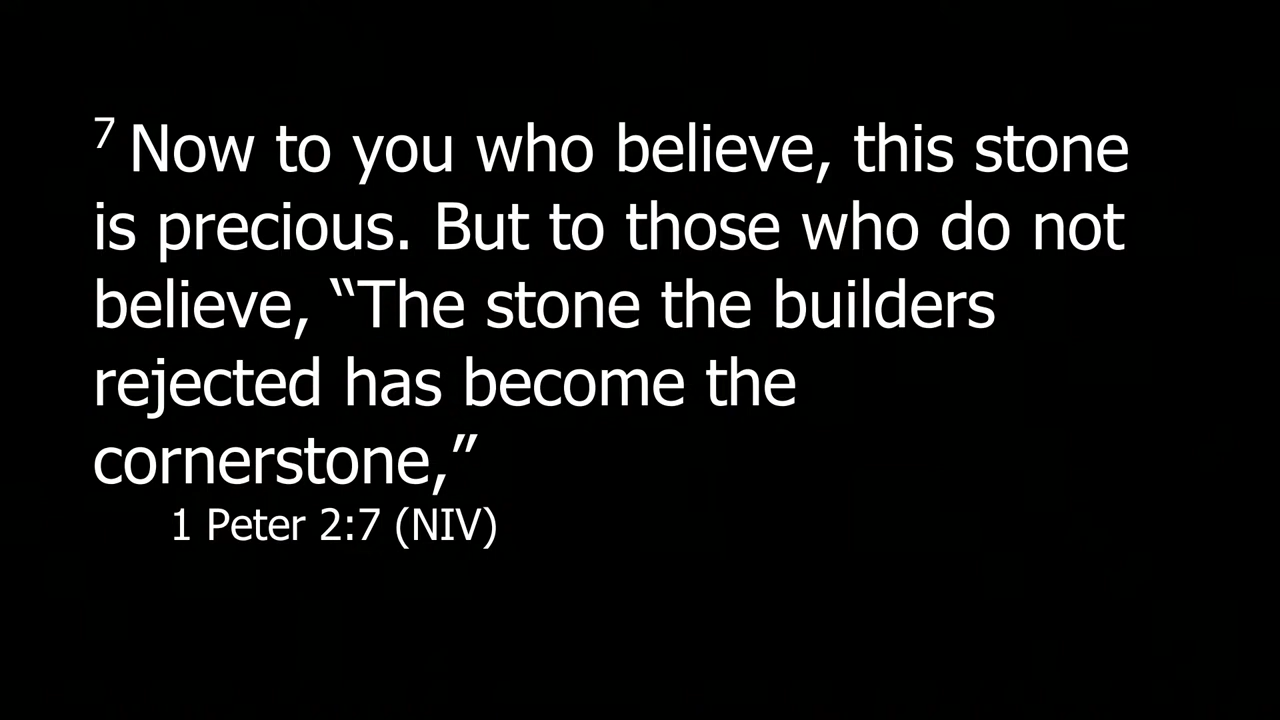 7 Now to you who believe, this stone
is precious. But to those who do not
believe, “The stone the builders
rejected has become the
cornerstone,”
1 Peter 2:7 (NIV)